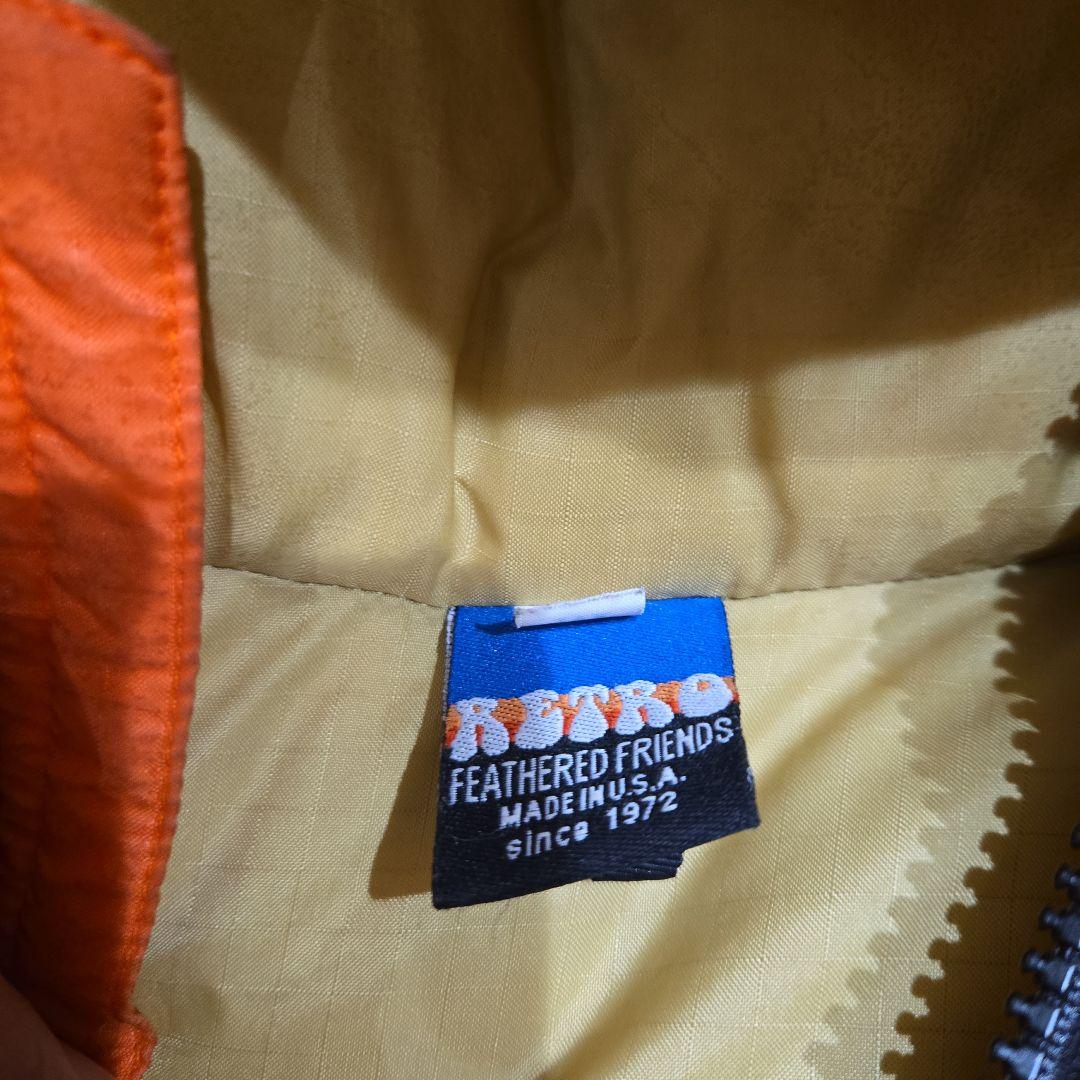 RETRO
FEATHERED FRIENDS
MADE IN U.S.A.
since 1972